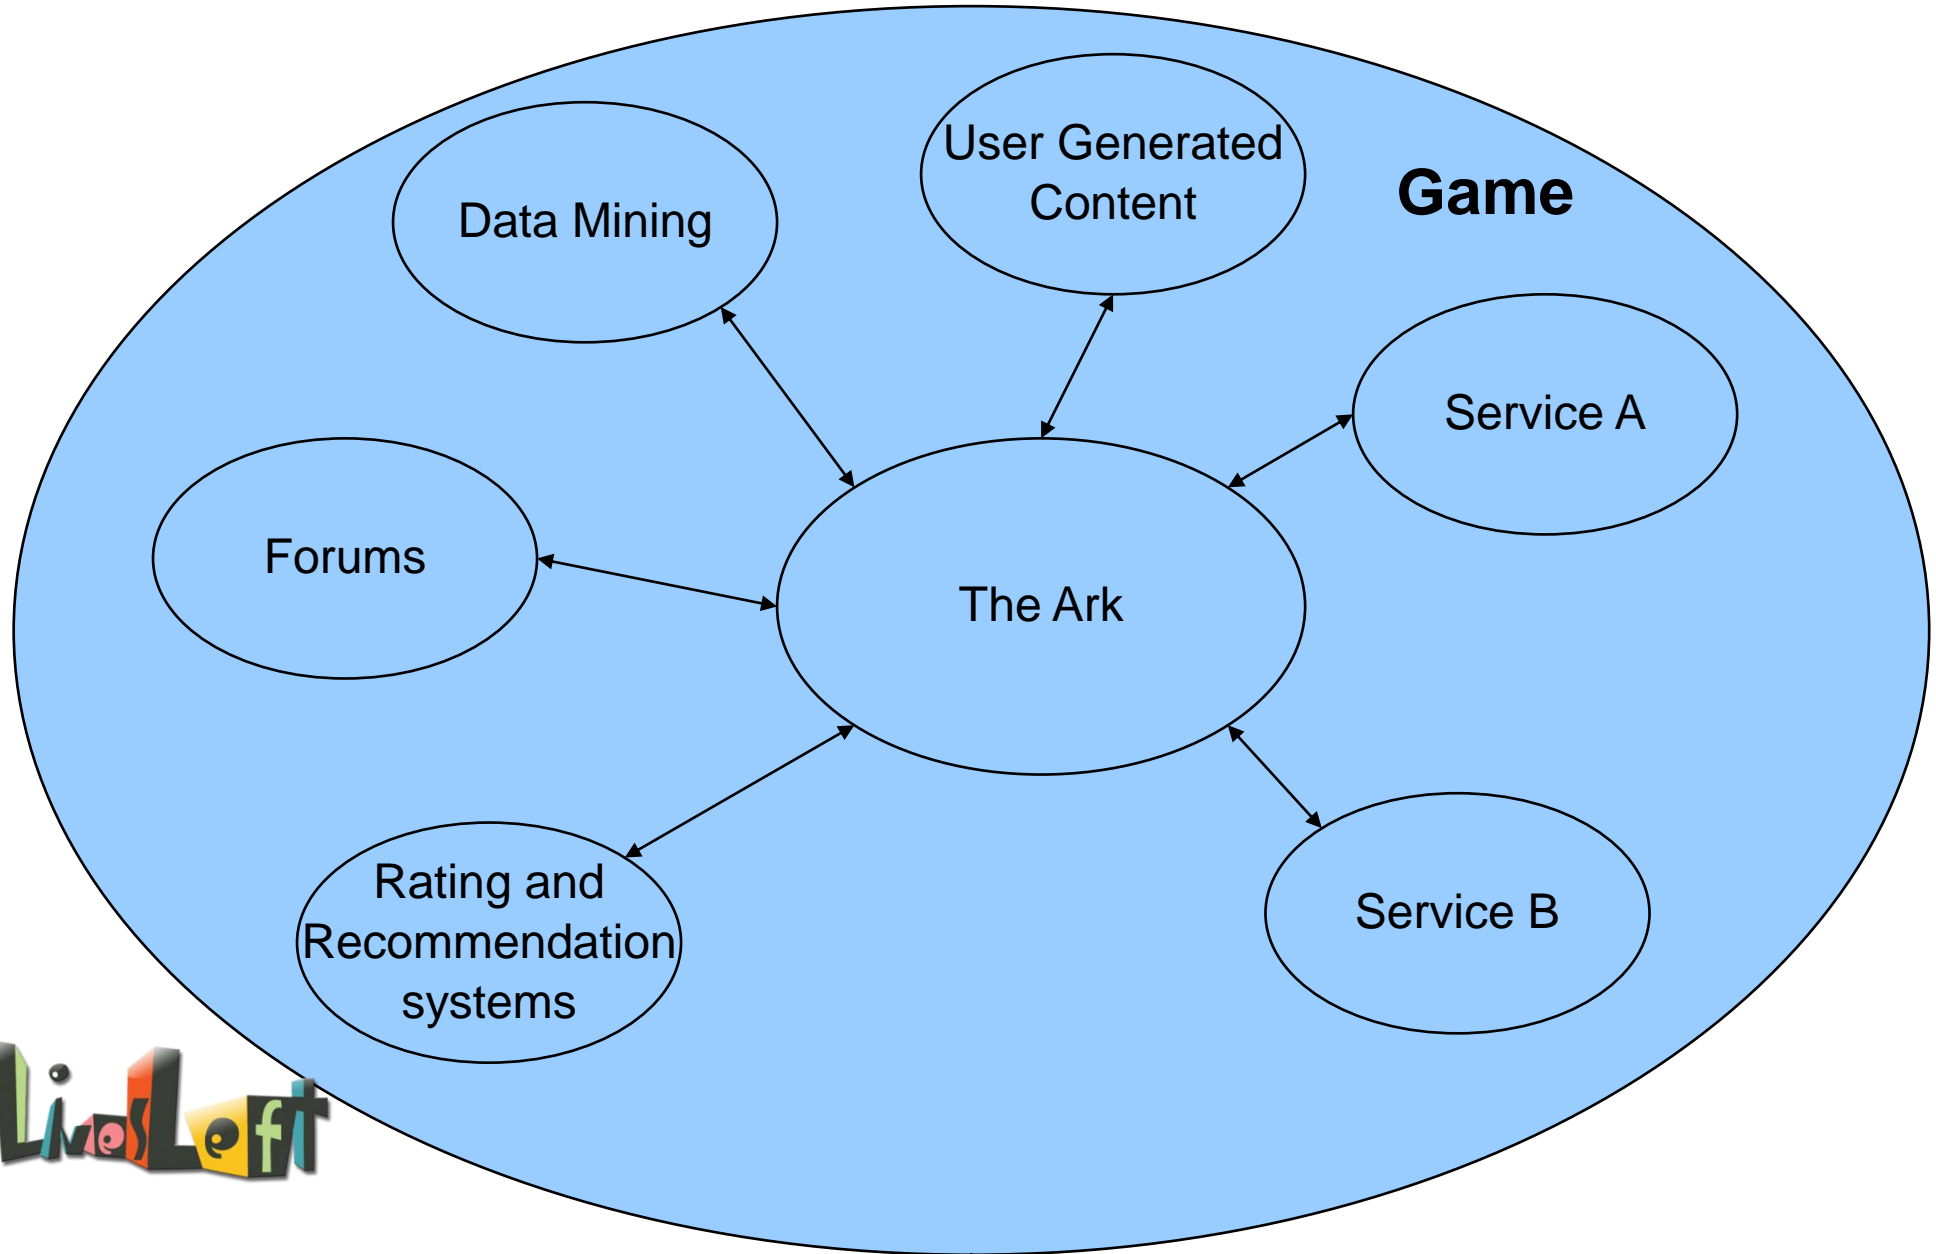 User Generated
Content
Game
Data Mining
Service A
Forums
The Ark
Rating and
Recommendation
systems
Service B
LivesLeft